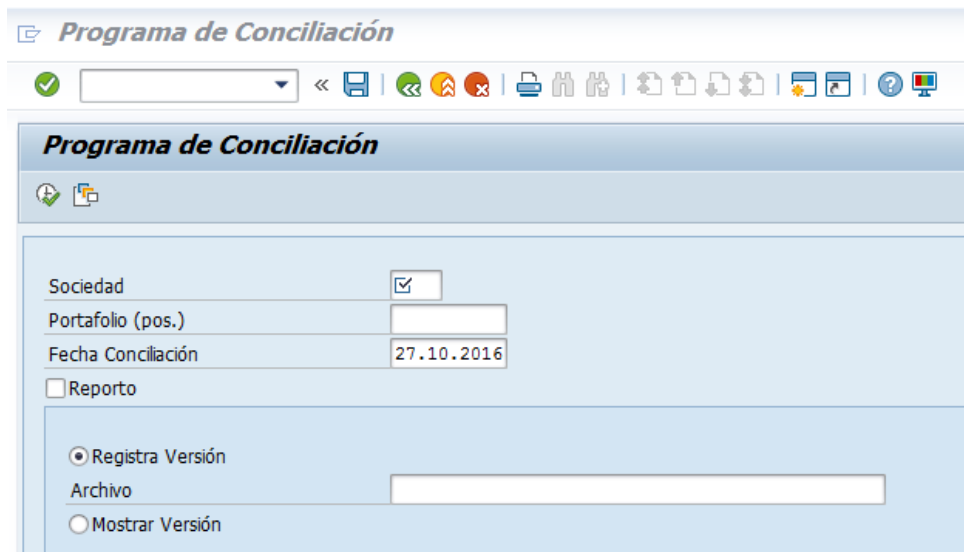 Programa de Conciliación
Programa de Conciliación
Sociedad
Portafolio (pos.)
Fecha Conciliación 27.10.2016
Reporto
Registra Versión
Archivo
Mostrar Versión